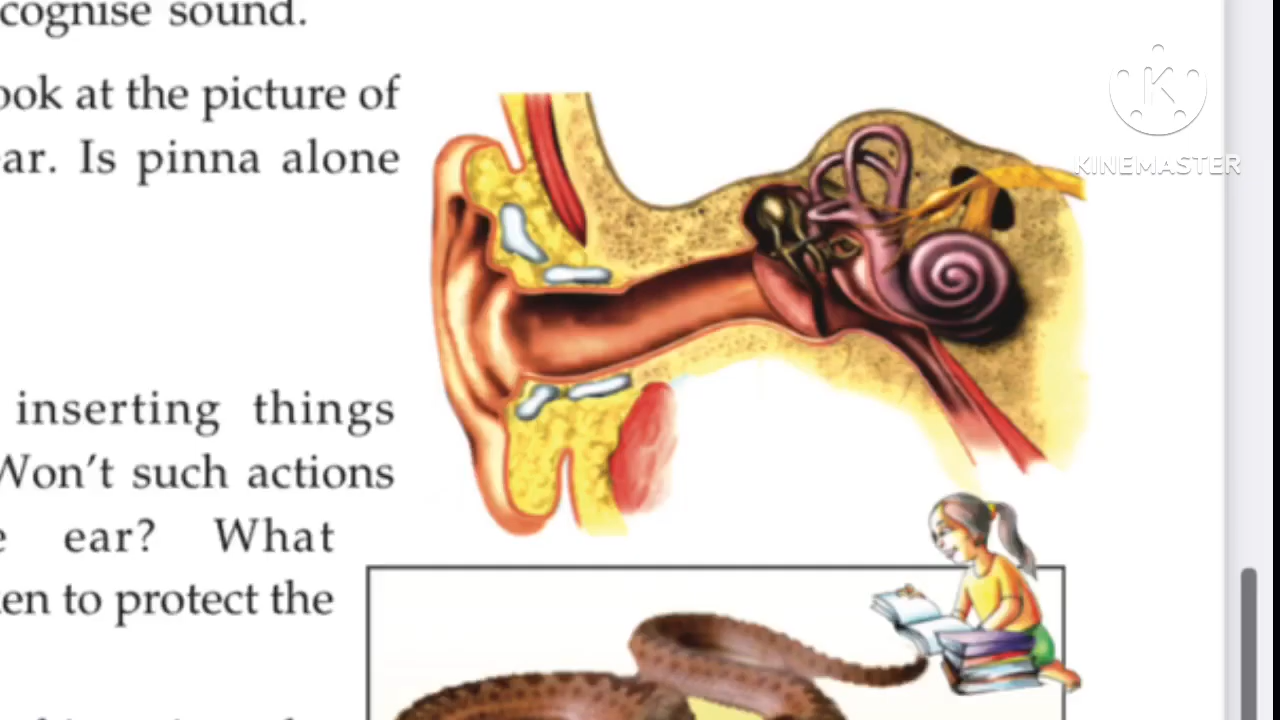 cognise sound.
ook at the picture of
ar. Is pinna alone
inserting things
Won't such actions
e ear? What
en to protect the
KINEMASTER